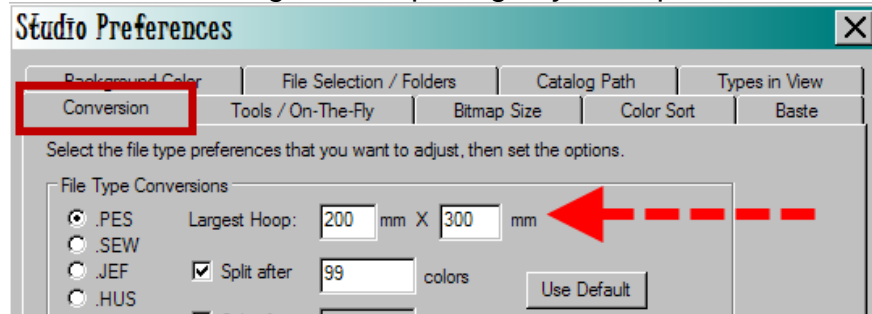 Studio Preferences
Background Color File Selection / Folders Catalog Path Types in View
Conversion Tools / On-The-Fly Bitmap Size Color Sort Baste
Select the file type preferences that you want to adjust, then set the options.
File Type Conversions
.PES Largest Hoop: 200 mm X 300 mm
.SEW
.JEF Split after 99 colors Use Default
.HUS